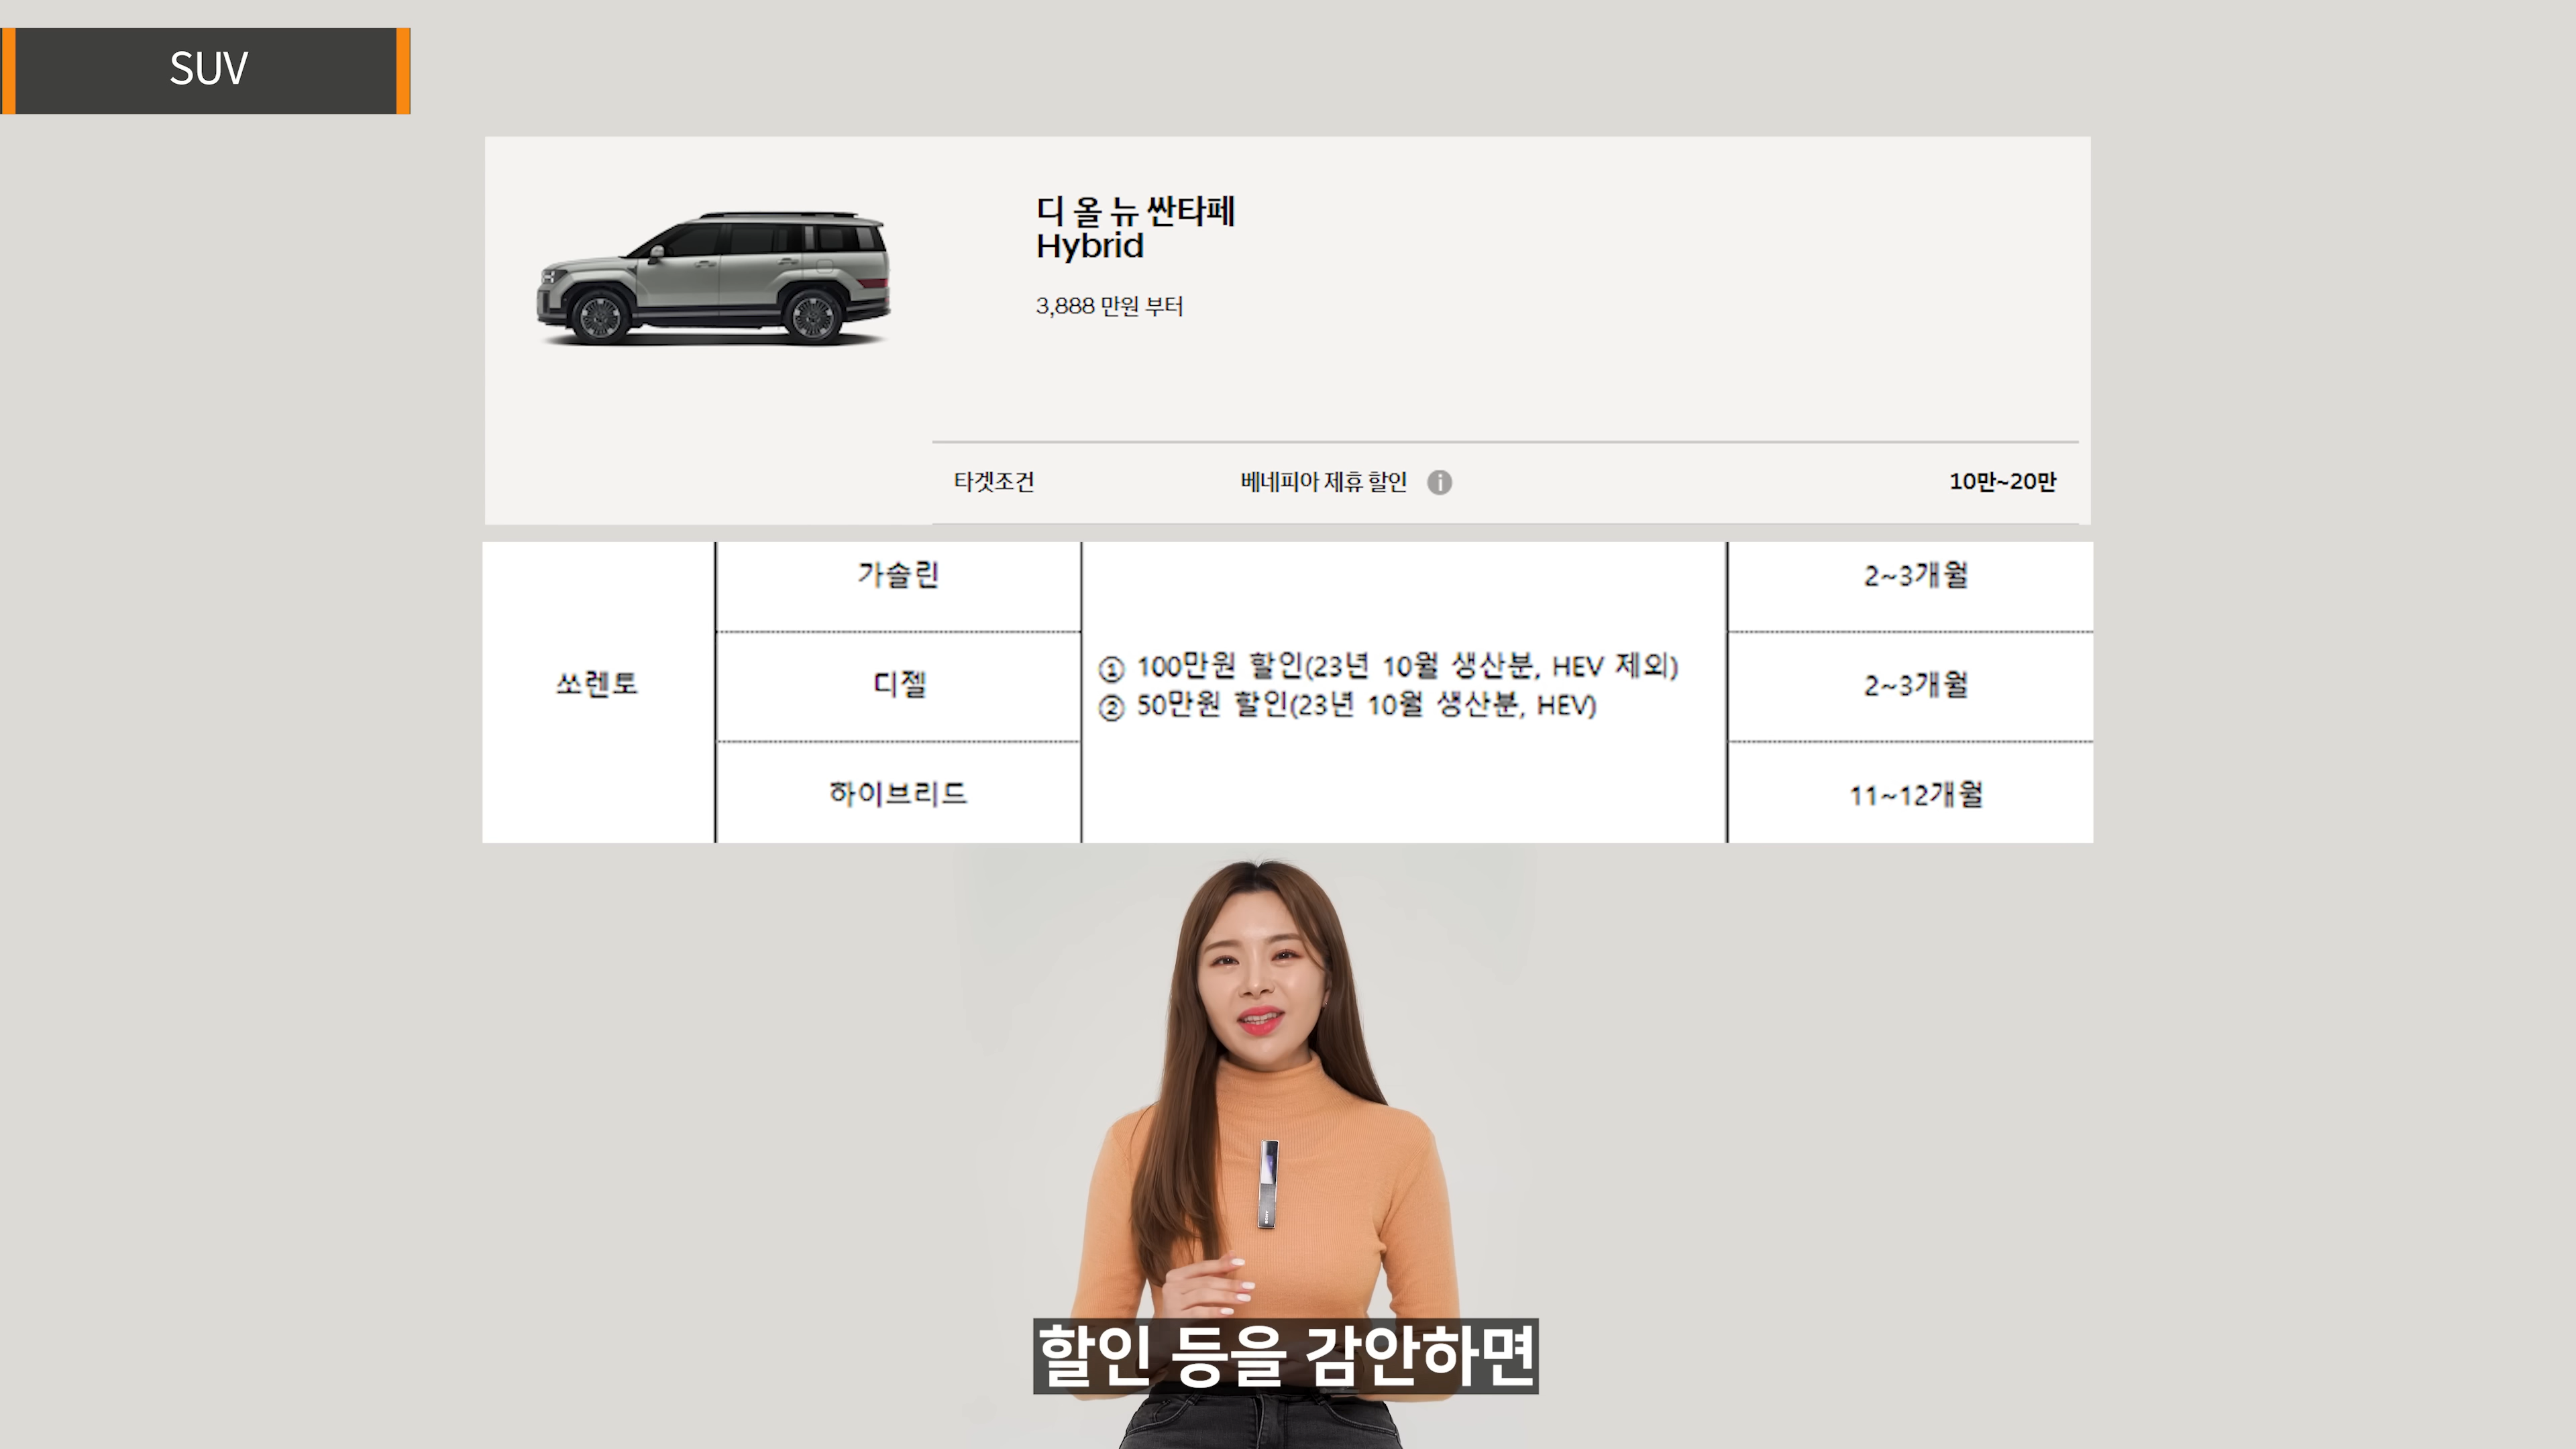 SUV
디 올 뉴 싼타페
Hybrid
3,888 만원 부터
타겟조건 베네피아 제휴 할인 i 10만~20만
가솔린 2~3개월
쏘렌토 디젤 ① 100만원 할인(23년 10월 생산분, HEV 제외) 2~3개월
② 50만원 할인(23년 10월 생산분, HEV)
하이브리드 11~12개월
할인 등을 감안하면